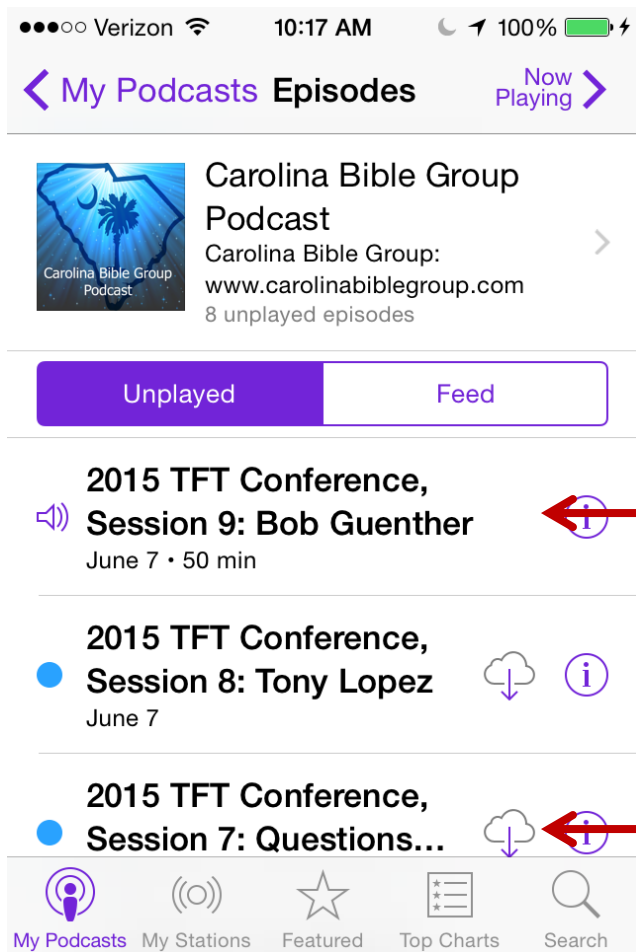 Verizon 10:17 AM 100%
My Podcasts Episodes Now Playing
Carolina Bible Group
Podcast
Carolina Bible Group:
www.carolinabiblegroup.com
8 unplayed episodes
Carolina Bible Group
Podcast
Unplayed Feed
2015 TFT Conference,
Session 9: Bob Guenther
June 7 • 50 min
2015 TFT Conference,
Session 8: Tony Lopez
June 7
2015 TFT Conference,
Session 7: Questions...
My Podcasts My Stations Featured Top Charts Search